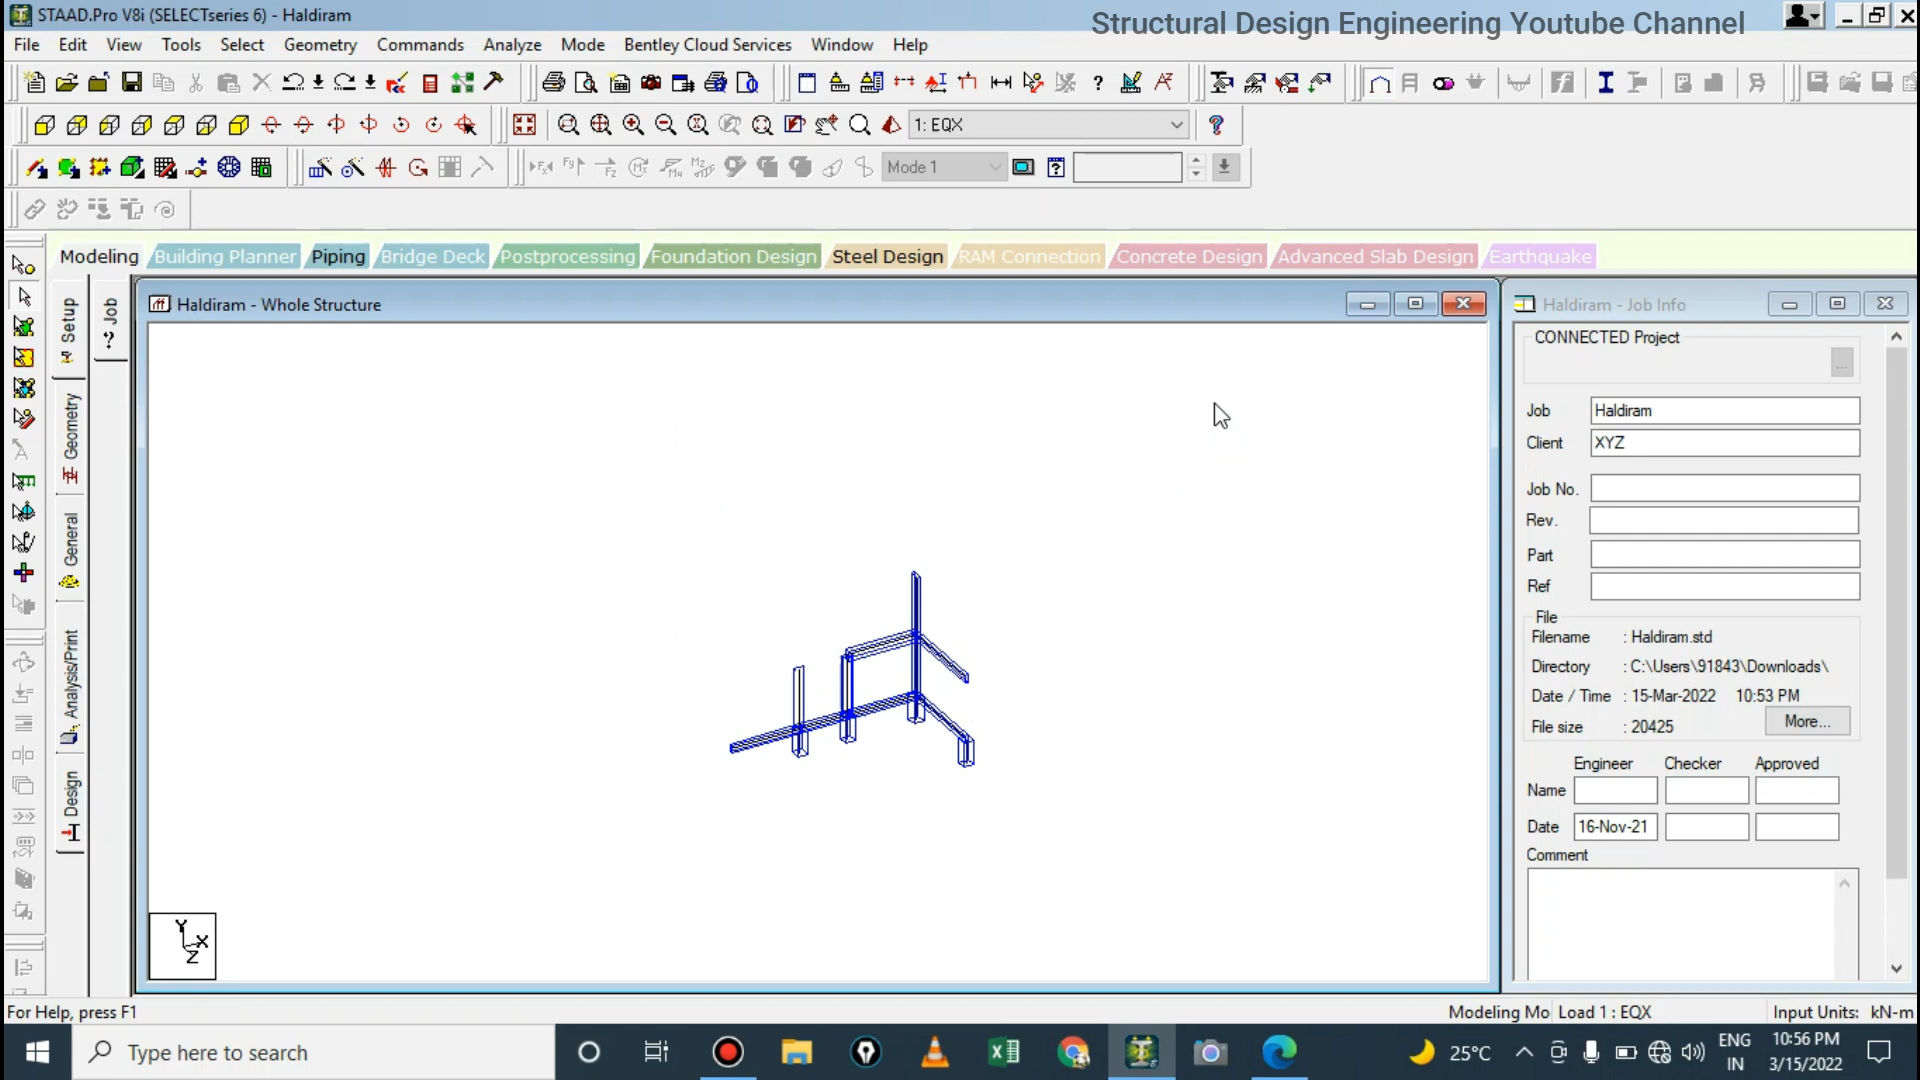 STAAD.Pro V8i (SELECTseries 6) - Haldiram
Structural Design Engineering Youtube Channel
File Edit View Tools Select Geometry Commands Analyze Mode Bentley Cloud Services Window Help
1: EQX
Mode 1
Modeling Building Planner Piping Bridge Deck Postprocessing Foundation Design Steel Design RAM Connection Concrete Design Advanced Slab Design Earthquake
Setup
Geometry
General
Analysis/Print
Design
Job
Haldiram - Whole Structure
Y
X
Z
Haldiram - Job Info
CONNECTED Project
...
Job Haldiram
Client XYZ
Job No.
Rev.
Part
Ref
File
Filename : Haldiram.std
Directory : C:\Users\91843\Downloads\
Date / Time : 15-Mar-2022 10:53 PM
File size : 20425 More...
Engineer Checker Approved
Name
Date 16-Nov-21
Comment
For Help, press F1
Modeling Mo Load 1 : EQX Input Units: kN-m
Type here to search
25°C
ENG
IN
10:56 PM
3/15/2022